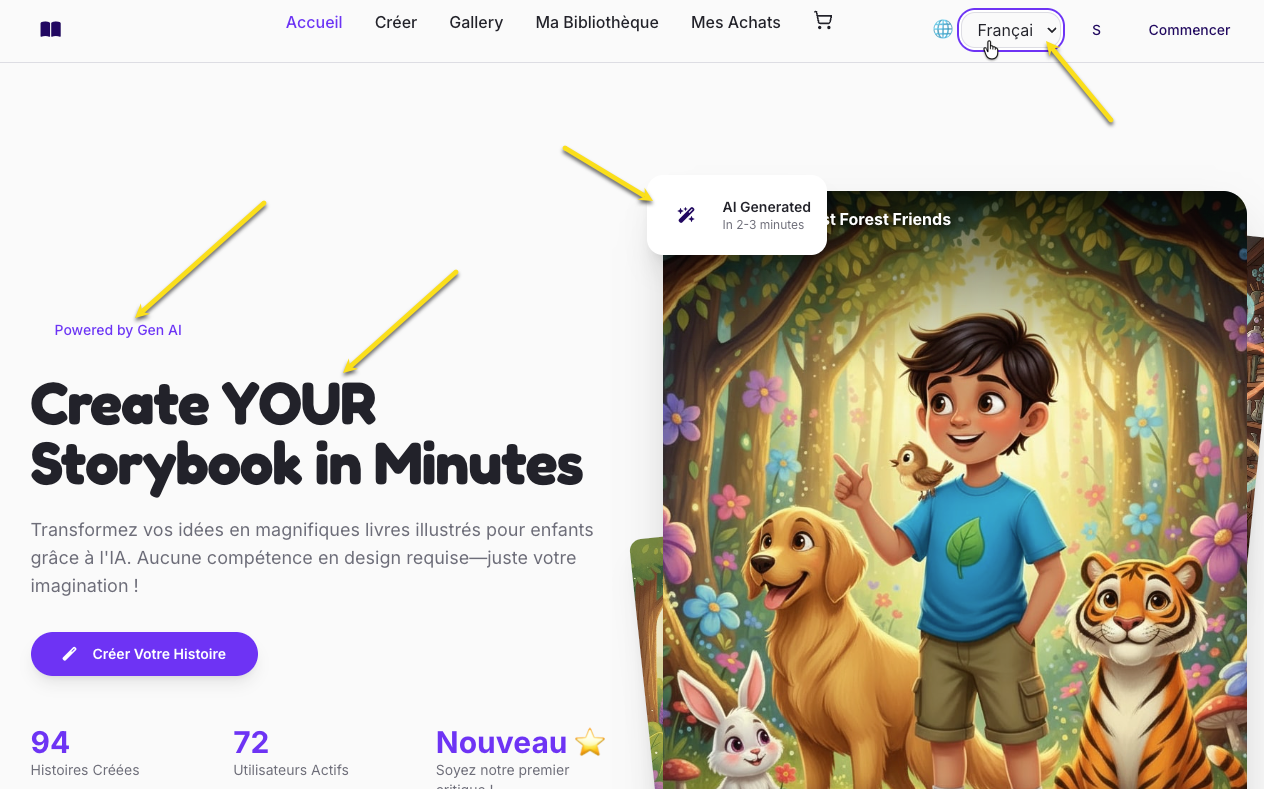 Accueil
Créer
Gallery
Ma Bibliothèque
Mes Achats
Françai
S
Commencer
AI Generated
In 2-3 minutes
st Forest Friends
Powered by Gen AI
Create YOUR
Storybook in Minutes
Transformez vos idées en magnifiques livres illustrés pour enfants
grâce à l'IA. Aucune compétence en design requise—juste votre
imagination !
Créer Votre Histoire
94
72
Nouveau ⭐
Histoires Créées
Utilisateurs Actifs
Soyez notre premier
critique !